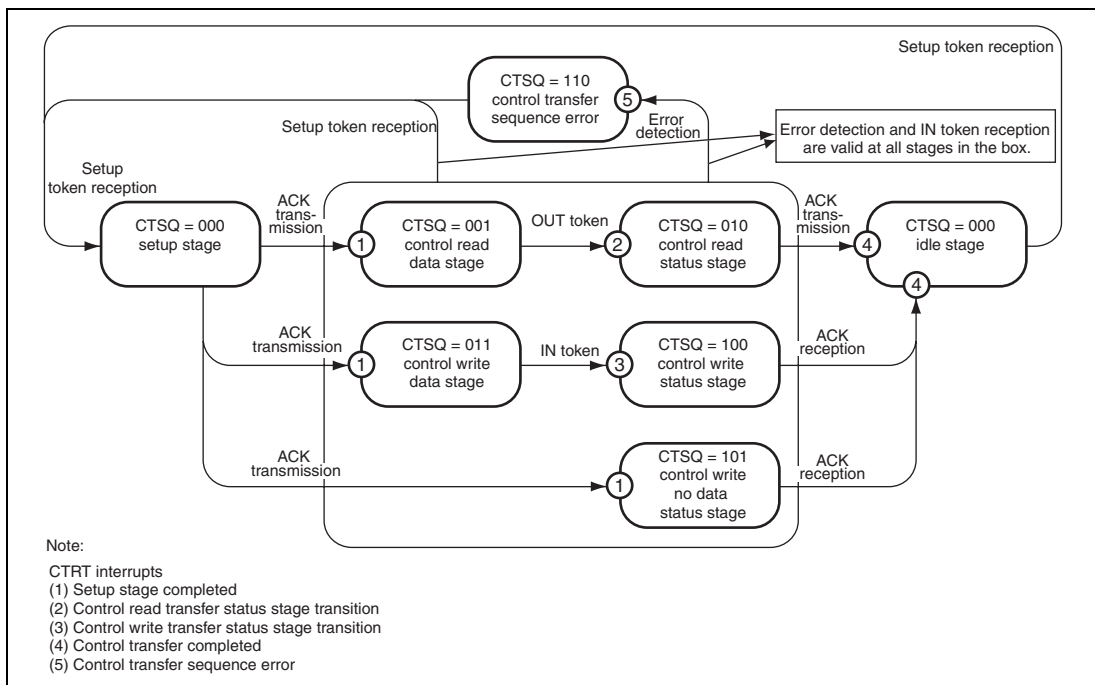 Setup token reception
CTSQ = 110
control transfer
sequence error
5
Setup token reception
Error
detection
Error detection and IN token reception
are valid at all stages in the box.
Setup
token reception
CTSQ = 000
setup stage
ACK
trans-
mission
1
CTSQ = 001
control read
data stage
OUT token
2
CTSQ = 010
control read
status stage
ACK
transmission
4
CTSQ = 000
idle stage
4
ACK
transmission
1
CTSQ = 011
control write
data stage
IN token
3
CTSQ = 100
control write
status stage
ACK
reception
ACK
transmission
1
CTSQ = 101
control write
no data
status stage
ACK
reception
Note:
CTRT interrupts
(1) Setup stage completed
(2) Control read transfer status stage transition
(3) Control write transfer status stage transition
(4) Control transfer completed
(5) Control transfer sequence error